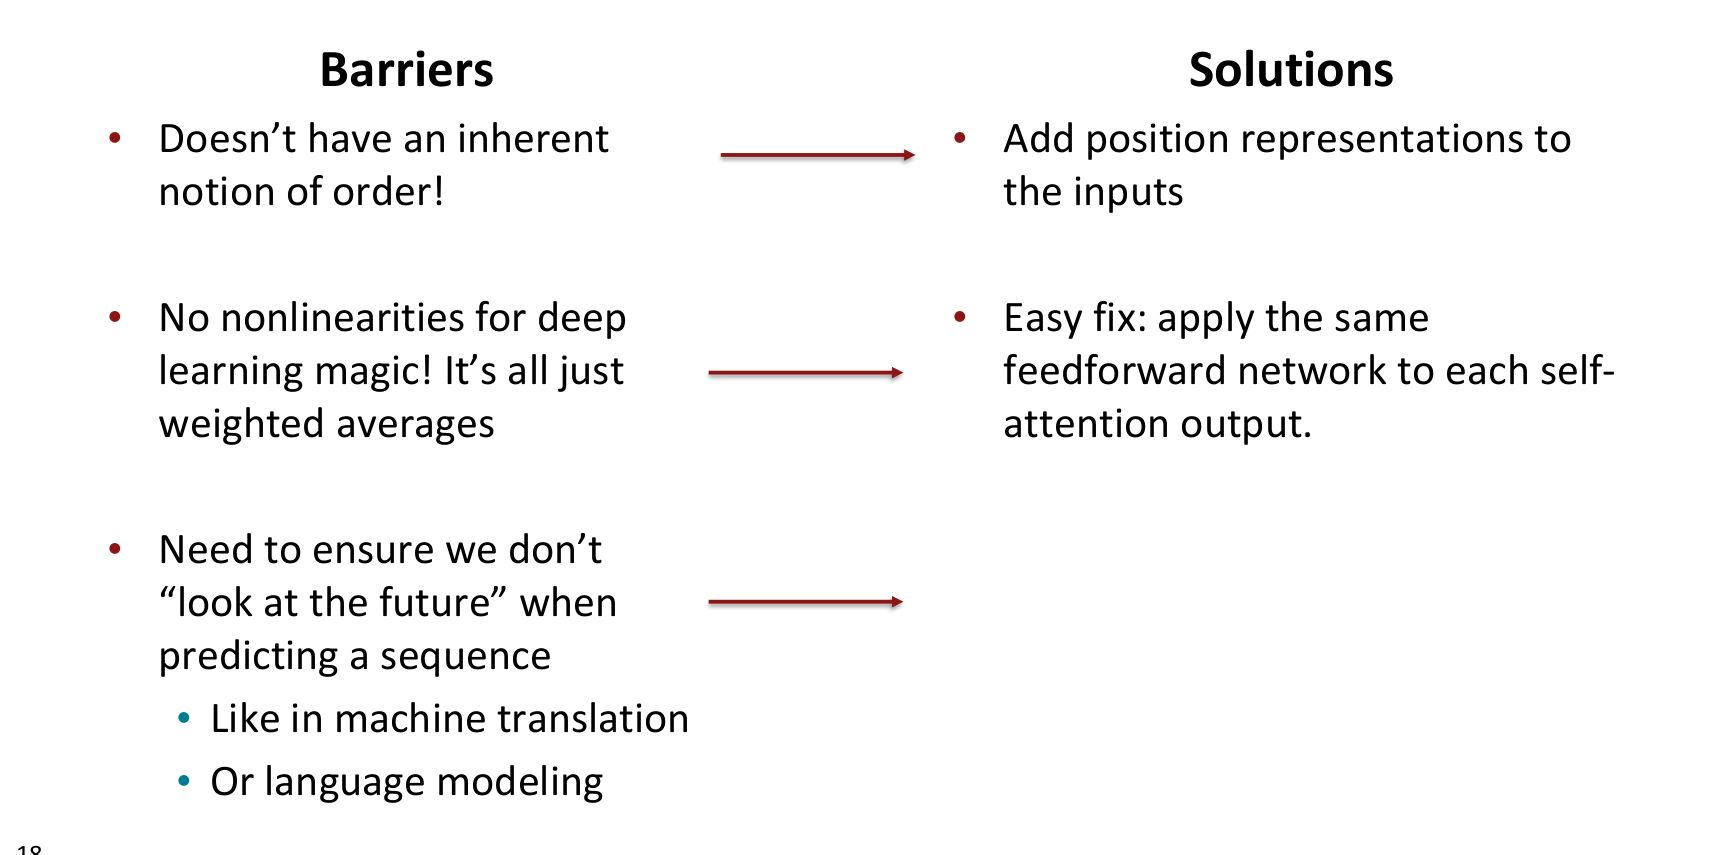 Barriers
• Doesn’t have an inherent
notion of order!
• No nonlinearities for deep
learning magic! It’s all just
weighted averages
• Need to ensure we don’t
“look at the future” when
predicting a sequence
• Like in machine translation
• Or language modeling
Solutions
• Add position representations to
the inputs
• Easy fix: apply the same
feedforward network to each self-
attention output.
18